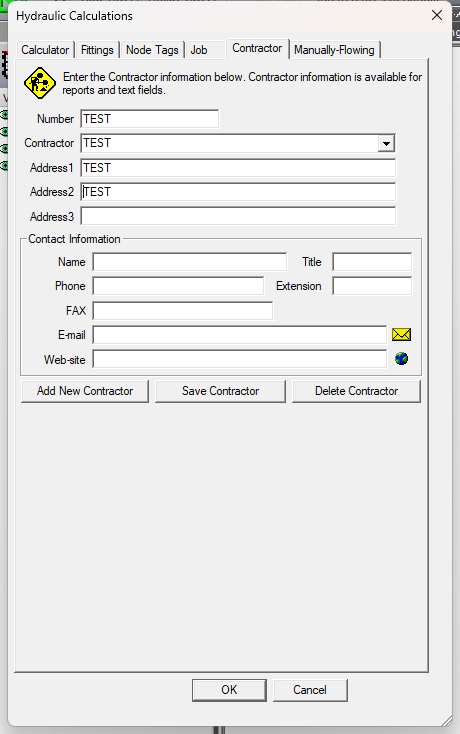 Hydraulic Calculations
Calculator Fittings Node Tags Job Contractor Manually-Flowing
Enter the Contractor information below. Contractor information is available for
reports and text fields.
Number TEST
Contractor TEST
Address1 TEST
Address2 TEST
Address3
Contact Information
Name Title
Phone Extension
FAX
E-mail
Web-site
Add New Contractor Save Contractor Delete Contractor
OK Cancel